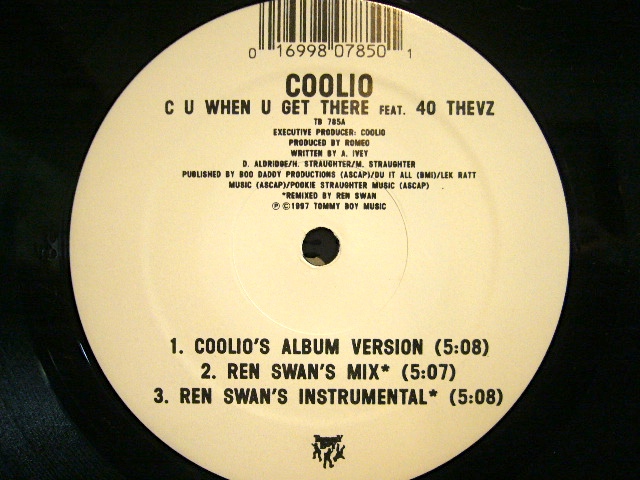 0 16998 07850 1
COOLIO
C U WHEN U GET THERE FEAT. 40 THEVZ
TB 785A
EXECUTIVE PRODUCER: COOLIO
PRODUCED BY ROMEO
WRITTEN BY A. IVEY
D. ALDRIDGE/H. STRAUGHTER/M. STRAUGHTER
PUBLISHED BY BOO DADDY PRODUCTIONS (ASCAP)/DU IT ALL (BMI)/LEK RATT
MUSIC (ASCAP)/POOKIE STRAUGHTER MUSIC (ASCAP)
*REMIXED BY REN SWAN
℗ ©1997 TOMMY BOY MUSIC
1. COOLIO'S ALBUM VERSION (5:08)
2. REN SWAN'S MIX* (5:07)
3. REN SWAN'S INSTRUMENTAL* (5:08)